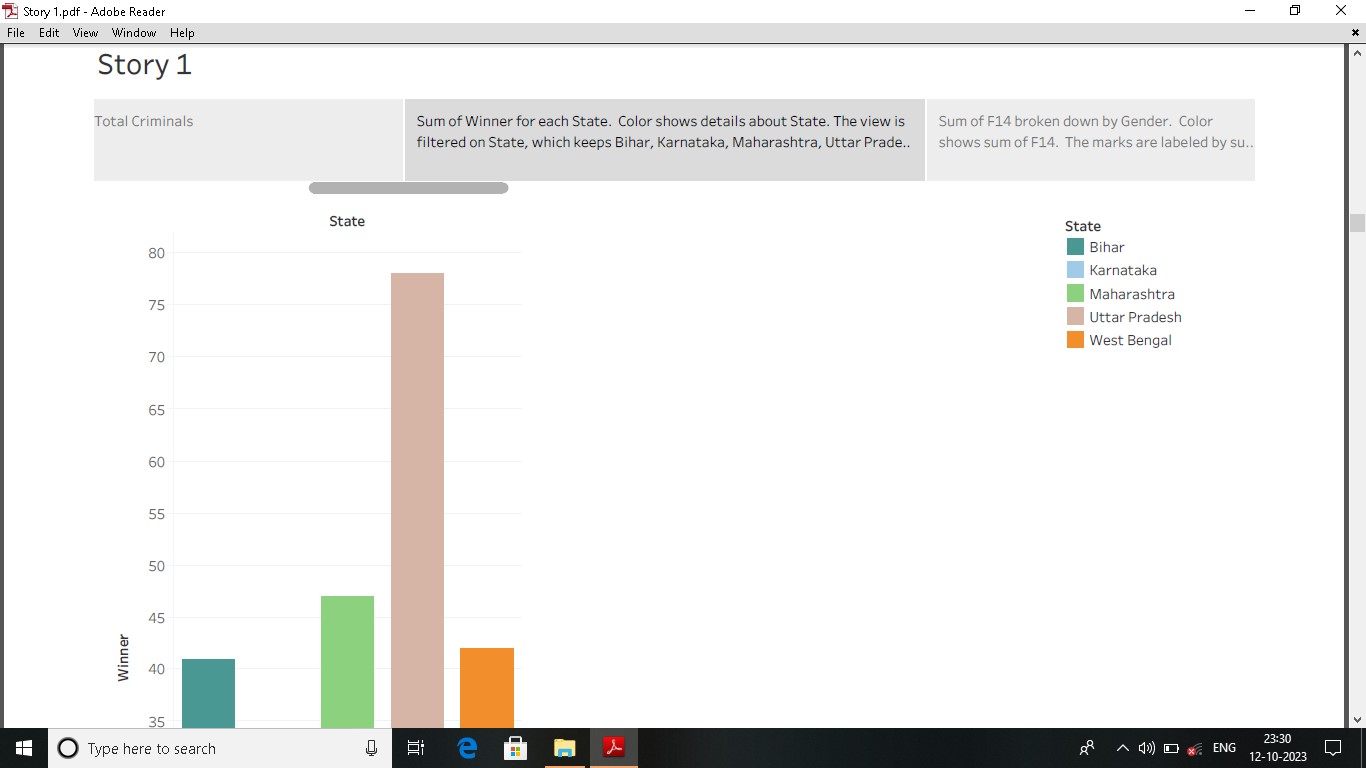 Story 1.pdf - Adobe Reader
File Edit View Window Help
Story 1
Total Criminals
Sum of Winner for each State. Color shows details about State. The view is
filtered on State, which keeps Bihar, Karnataka, Maharashtra, Uttar Prade..
Sum of F14 broken down by Gender. Color
shows sum of F14. The marks are labeled by su..
State
80
75
70
65
60
55
50
45
40
35
Winner
State
Bihar
Karnataka
Maharashtra
Uttar Pradesh
West Bengal
Type here to search
ENG
23:30
12-10-2023